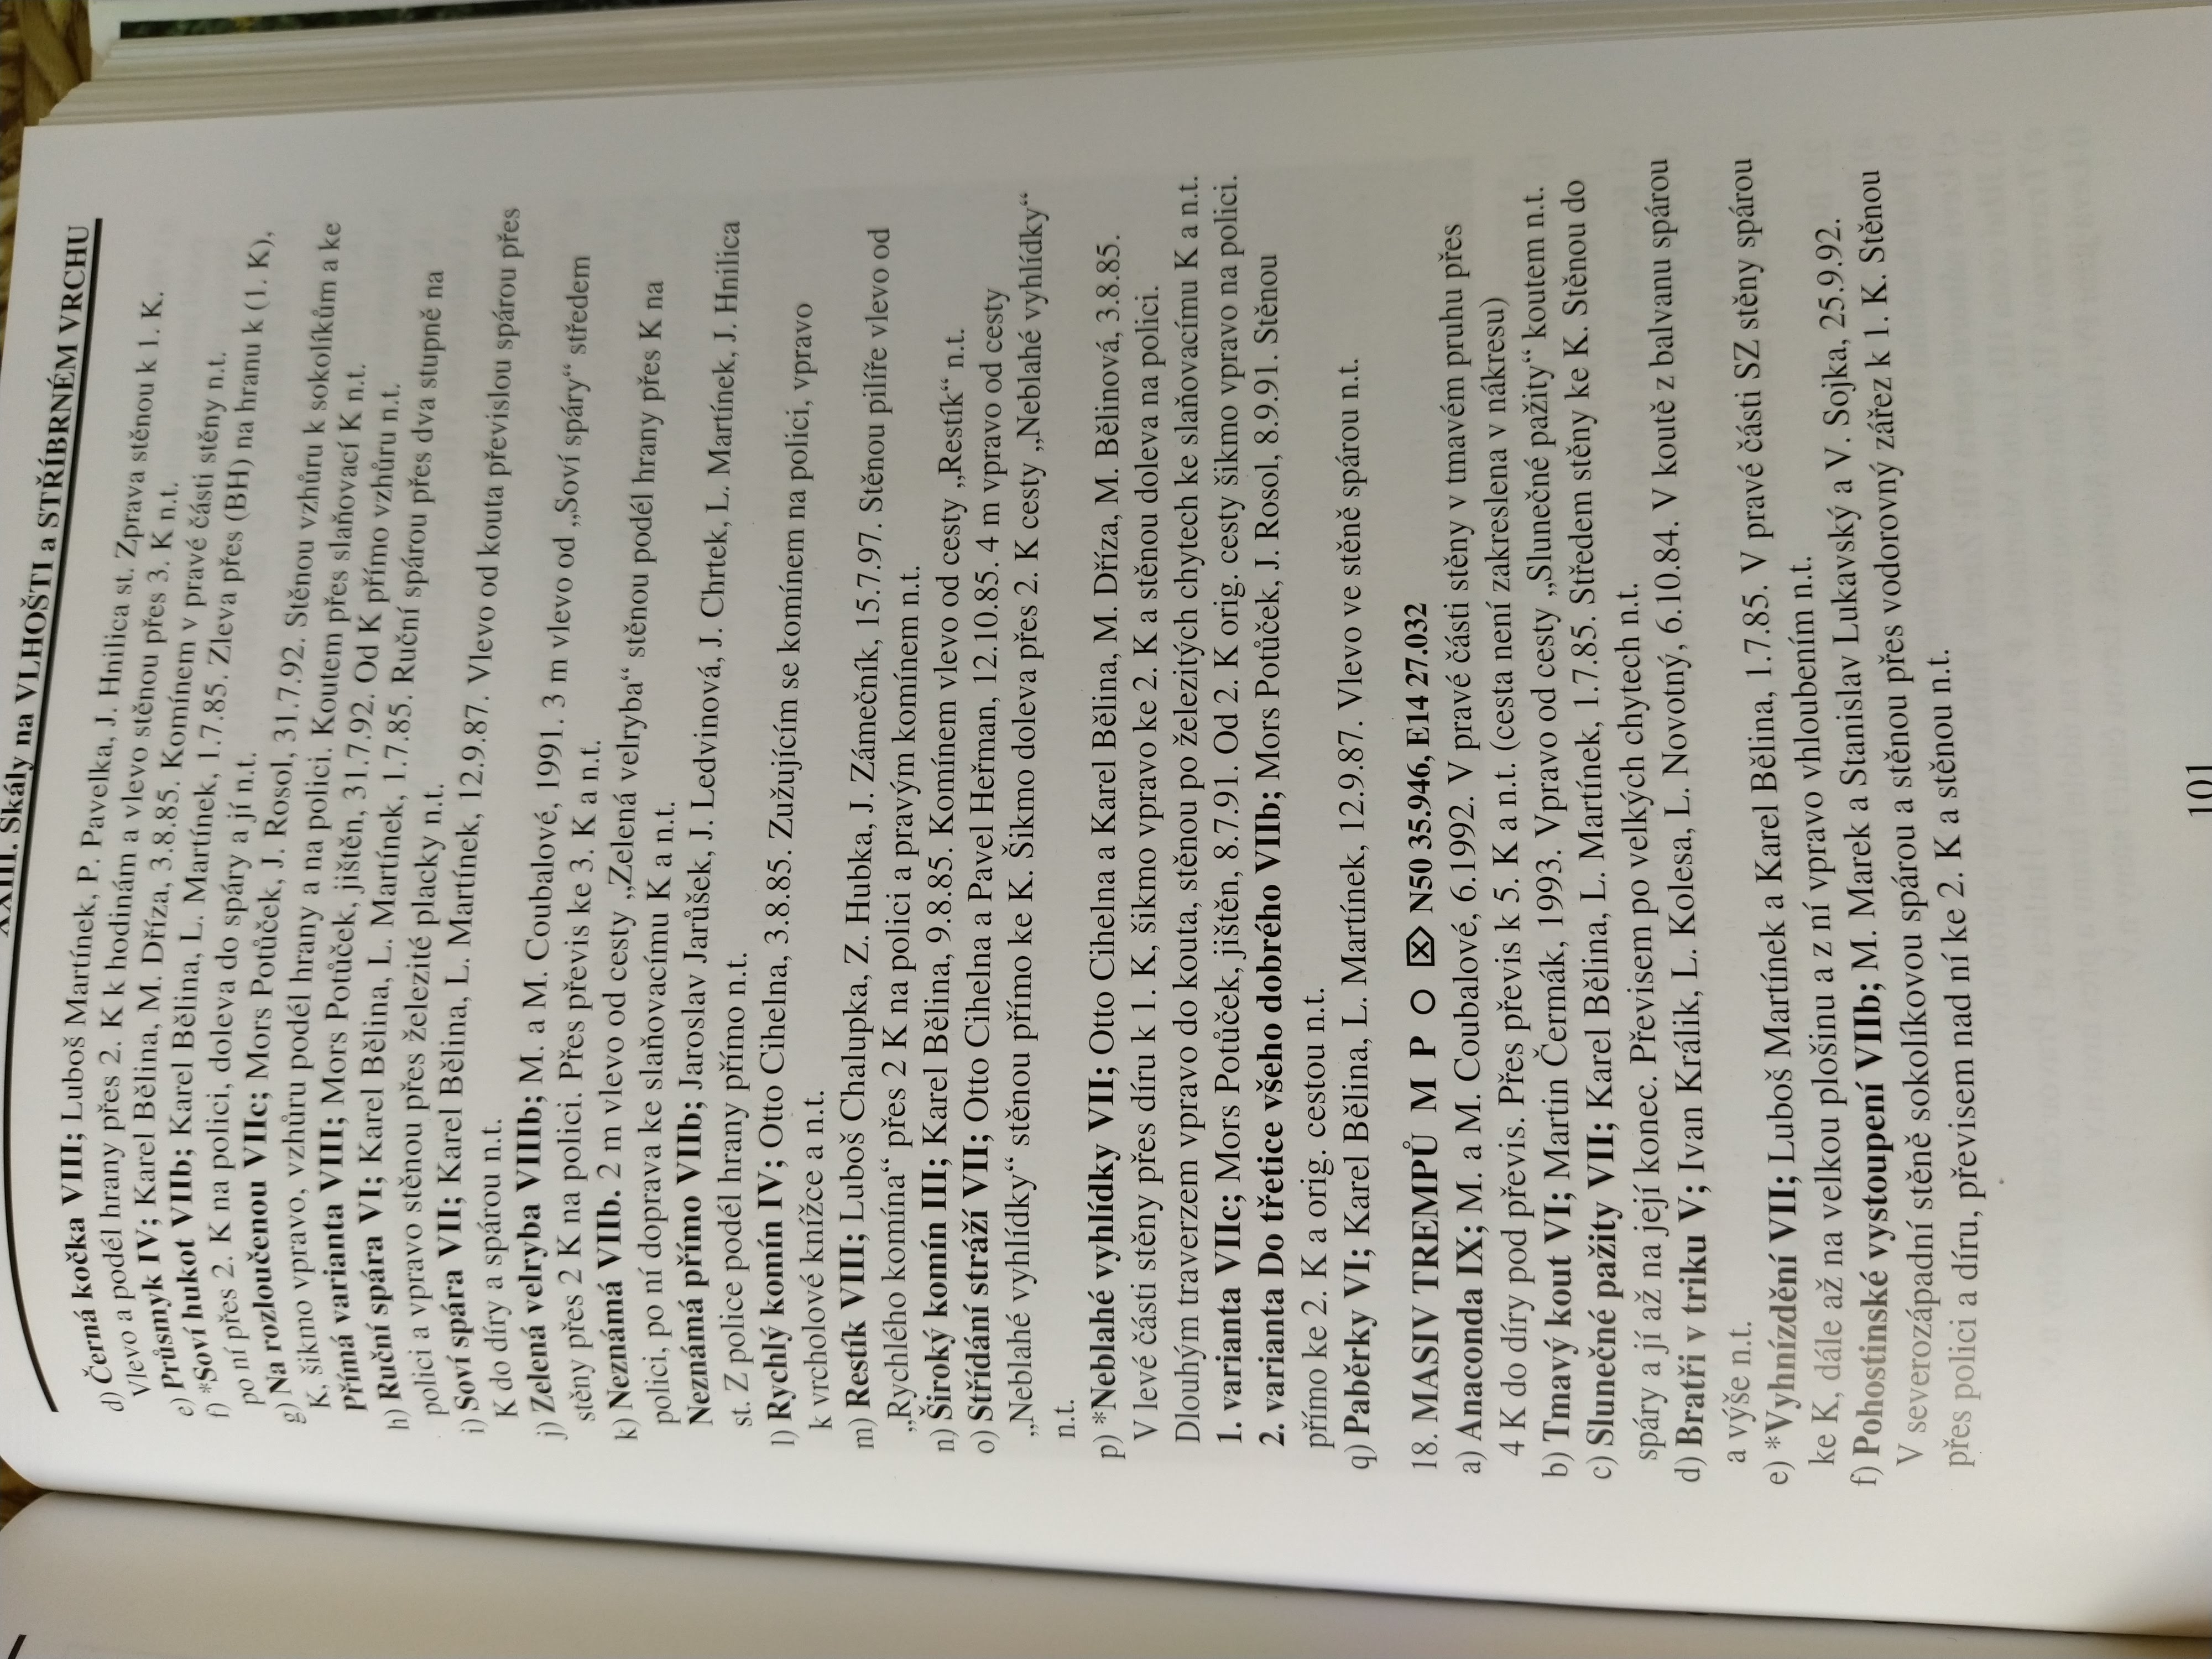 XXIII. Skály na VLHOŠTI a STŘÍBRNÉM VRCHU
d) Černá kočka VIII; Luboš Martínek, P. Pavelka, J. Hnilica st. Zprava stěnou k 1. K.
Vlevo a podél hrany přes 2. K k hodinám a vlevo stěnou přes 3. K n.t.
e) Průsmyk IV; Karel Bělina, M. Dříza, 3.8.85. Komínem v pravé části stěny n.t.
f) *Soví hukot VIIb; Karel Bělina, L. Martínek, 1.7.85. Zleva přes (BH) na hranu k (1. K),
po ní přes 2. K na polici, doleva do spáry a jí n.t.
g) Na rozloučenou VIIc; Mors Potůček, J. Rosol, 31.7.92. Stěnou vzhůru k sokolíkům a ke
K, šikmo vpravo, vzhůru podél hrany a na polici. Koutem přes slaňovací K n.t.
Přímá varianta VIII; Mors Potůček, jištěn, 31.7.92. Od K přímo vzhůru n.t.
h) Ruční spára VI; Karel Bělina, L. Martínek, 1.7.85. Ruční spárou přes dva stupně na
polici a vpravo stěnou přes železité placky n.t.
i) Soví spára VII; Karel Bělina, L. Martínek, 12.9.87. Vlevo od kouta převislou spárou přes
K do díry a spárou n.t.
j) Zelená velryba VIIIb; M. a M. Coubalové, 1991. 3 m vlevo od „Soví spáry“ středem
stěny přes 2 K na polici. Přes převis ke 3. K a n.t.
k) Neznámá VIIb. 2 m vlevo od cesty „Zelená velryba“ stěnou podél hrany přes K na
polici, po ní doprava ke slaňovacímu K a n.t.
Neznámá přímo VIIb; Jaroslav Jarůšek, J. Ledvinová, J. Chrtek, L. Martínek, J. Hnilica
st. Z police podél hrany přímo n.t.
l) Rychlý komín IV; Otto Cihelna, 3.8.85. Zužujícím se komínem na polici, vpravo
k vrcholové knížce a n.t.
m) Restík VIII; Luboš Chalupka, Z. Hubka, J. Zámečník, 15.7.97. Stěnou pilíře vlevo od
„Rychlého komína“ přes 2 K na polici a pravým komínem n.t.
n) Široký komín III; Karel Bělina, 9.8.85. Komínem vlevo od cesty „Restík“ n.t.
o) Střídání stráží VII; Otto Cihelna a Pavel Heřman, 12.10.85. 4 m vpravo od cesty
„Neblahé vyhlídky“ stěnou přímo ke K. Šikmo doleva přes 2. K cesty „Neblahé vyhlídky“
n.t.
p) *Neblahé vyhlídky VII; Otto Cihelna a Karel Bělina, M. Dříza, M. Bělinová, 3.8.85.
V levé části stěny přes díru k 1. K, šikmo vpravo ke 2. K a stěnou doleva na polici.
Dlouhým traverzem vpravo do kouta, stěnou po železitých chytech ke slaňovacímu K a n.t.
1. varianta VIIc; Mors Potůček, jištěn, 8.7.91. Od 2. K orig. cesty šikmo vpravo na polici.
2. varianta Do třetice všeho dobrého VIIb; Mors Potůček, J. Rosol, 8.9.91. Stěnou
přímo ke 2. K a orig. cestou n.t.
q) Paběrky VI; Karel Bělina, L. Martínek, 12.9.87. Vlevo ve stěně spárou n.t.
18. MASIV TREMPŮ M P N50 35.946, E14 27.032
a) Anaconda IX; M. a M. Coubalové, 6.1992. V pravé části stěny v tmavém pruhu přes
4 K do díry pod převis. Přes převis k 5. K a n.t. (cesta není zakreslena v nákresu)
b) Tmavý kout VI; Martin Čermák, 1993. Vpravo od cesty „Slunečné pažity“ koutem n.t.
c) Slunečné pažity VII; Karel Bělina, L. Martínek, 1.7.85. Středem stěny ke K. Stěnou do
spáry a jí až na její konec. Převisem po velkých chytech n.t.
d) Bratři v triku V; Ivan Králik, L. Kolesa, L. Novotný, 6.10.84. V koutě z balvanu spárou
a výše n.t.
e) *Vyhnízdění VII; Luboš Martínek a Karel Bělina, 1.7.85. V pravé části SZ stěny spárou
ke K, dále až na velkou plošinu a z ní vpravo vhloubením n.t.
f) Pohostinské vystoupení VIIb; M. Marek a Stanislav Lukavský a V. Sojka, 25.9.92.
V severozápadní stěně sokolíkovou spárou a stěnou přes vodorovný zářez k 1. K. Stěnou
přes polici a díru, převisem nad ní ke 2. K a stěnou n.t.
101